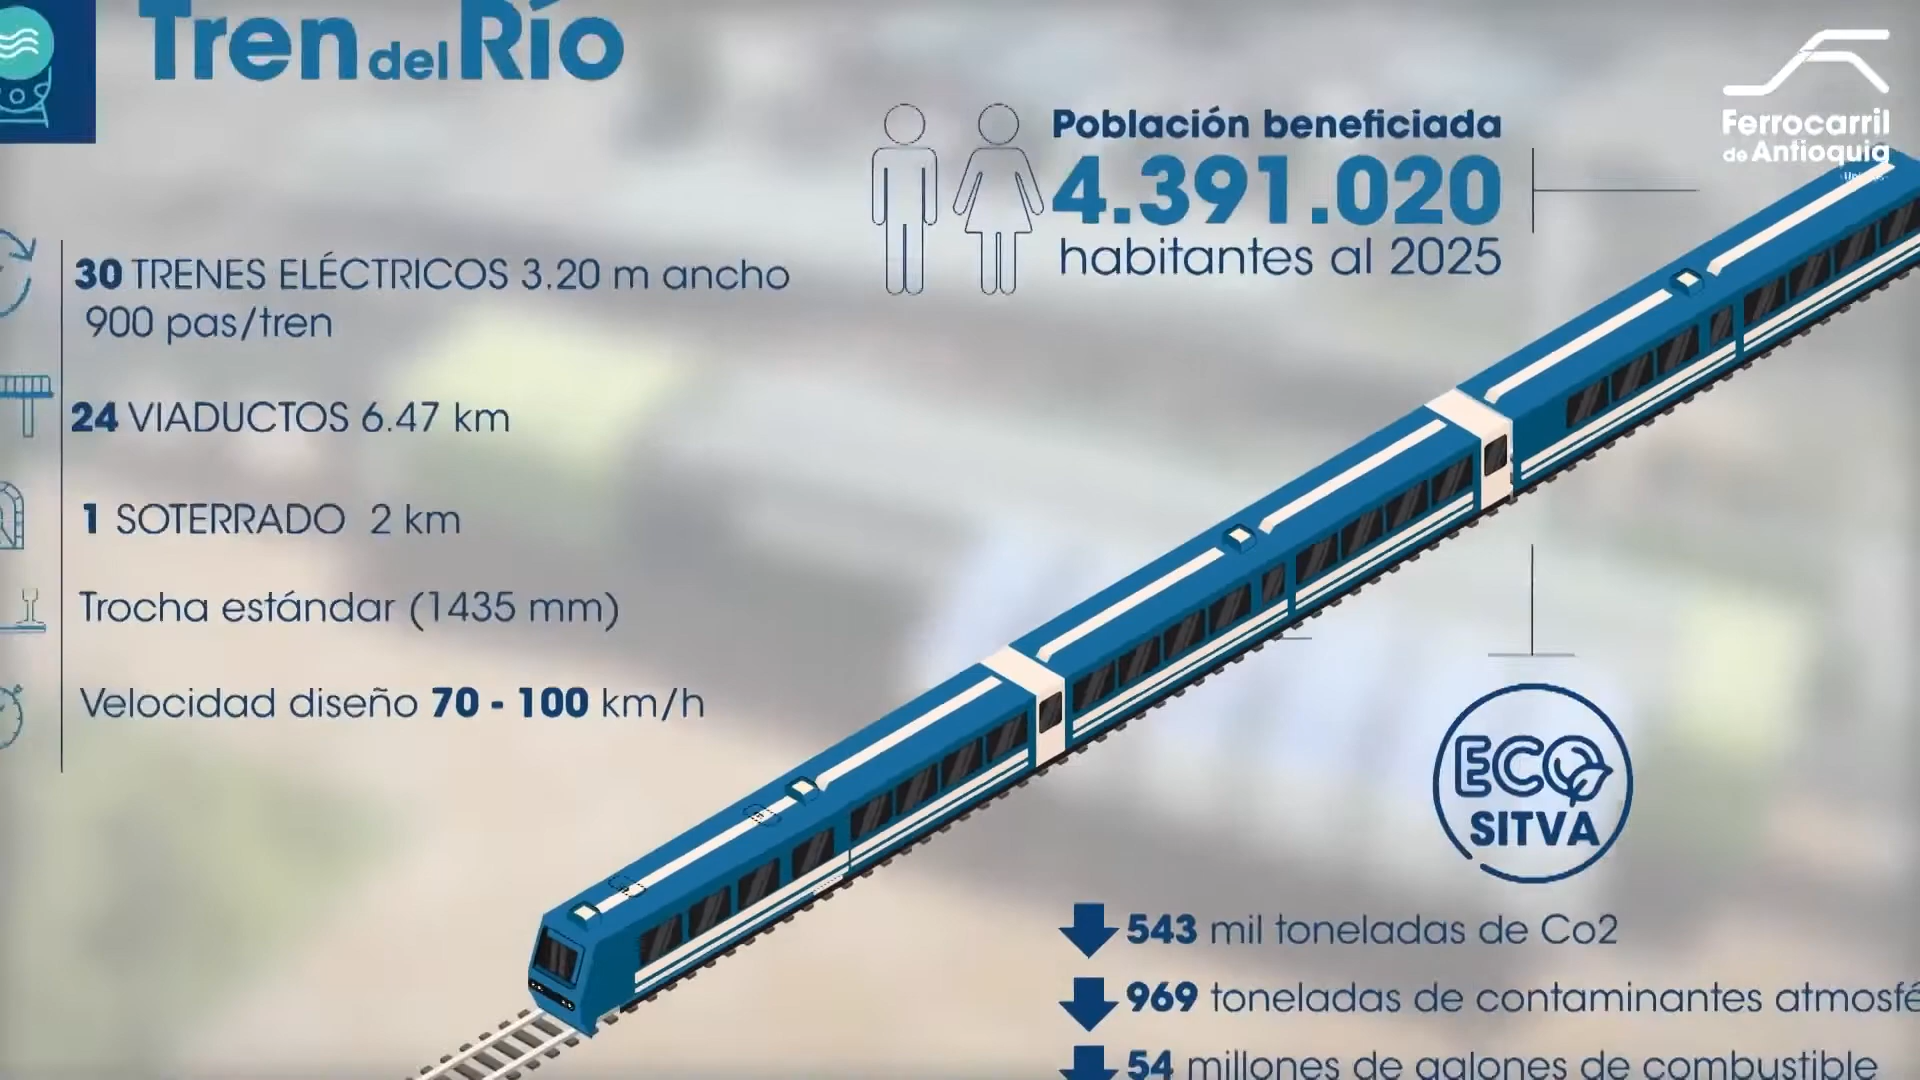 Tren del Río
Ferrocarril
de Antioquia
Población beneficiada
4.391.020
habitantes al 2025
30 TRENES ELÉCTRICOS 3.20 m ancho
900 pas/tren
24 VIADUCTOS 6.47 km
1 SOTERRADO 2 km
Trocha estándar (1435 mm)
Velocidad diseño 70 - 100 km/h
ECO
SITVA
543 mil toneladas de Co2
969 toneladas de contaminantes atmosfé
54 millones de galones de combustible